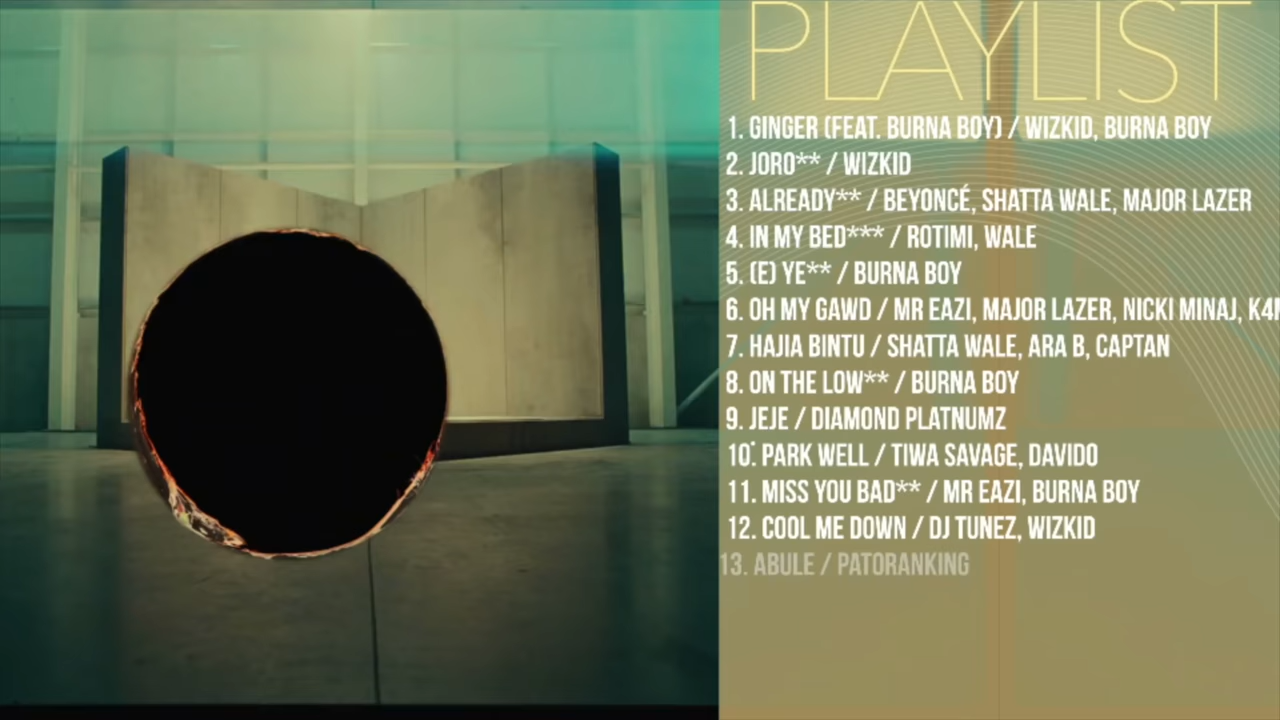 PLAYLIST
1. GINGER (FEAT. BURNA BOY) / WIZKID, BURNA BOY
2. JORO** / WIZKID
3. ALREADY** / BEYONCÉ, SHATTA WALE, MAJOR LAZER
4. IN MY BED*** / ROTIMI, WALE
5. (E) YE** / BURNA BOY
6. OH MY GAWD / MR EAZI, MAJOR LAZER, NICKI MINAJ,
7. HAJIA BINTU / SHATTA WALE, ARA B, CAPTAN
8. ON THE LOW** / BURNA BOY
9. JEJE / DIAMOND PLATNUMZ
10. PARK WELL / TIWA SAVAGE, DAVIDO
11. MISS YOU BAD** / MR EAZI, BURNA BOY
12. COOL ME DOWN / DJ TUNEZ, WIZKID
13. ABULE / PATORANKING